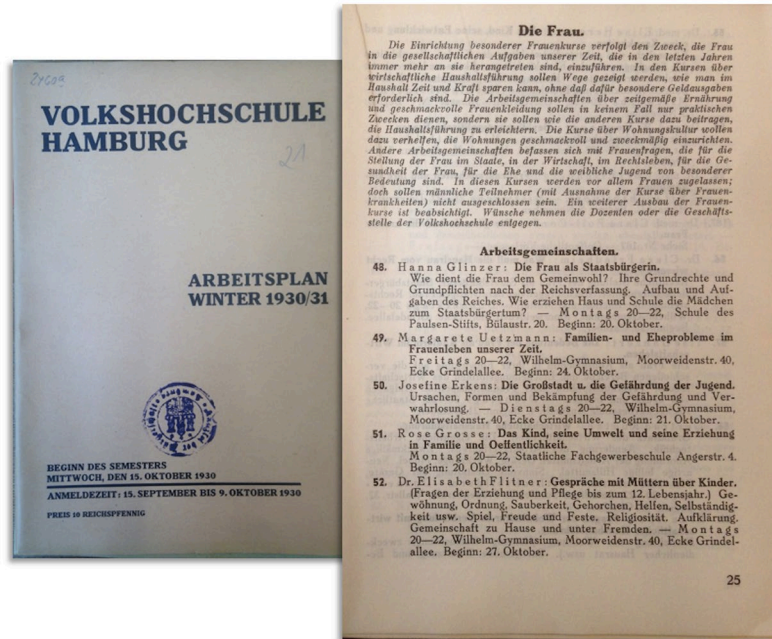 VOLKSHOCHSCHULE
HAMBURG
21
ARBEITSPLAN
WINTER 1930/31
BEGINN DES SEMESTERS
MITTWOCH, DEN 15. OKTOBER 1930
ANMELDEZEIT: 15. SEPTEMBER BIS 9. OKTOBER 1930
PREIS 10 REICHSPFENNIG
Die Frau.
Die Einrichtung besonderer Frauenkurse verfolgt den Zweck, die Frau
in die gesellschaftlichen Aufgaben unserer Zeit, die in den letzten Jahren
immer mehr an sie herangetreten sind, einzuführen. In den Kursen über
wirtschaftliche Haushaltsführung sollen Wege gezeigt werden, wie man im
Haushalt Zeit und Kraft sparen kann, ohne daß dafür besondere Geldausgaben
erforderlich sind. Die Arbeitsgemeinschaften über zeitgemäße Ernährung
und geschmackvolle Frauenkleidung sollen in keinem Fall nur praktischen
Zwecken dienen, sondern sie sollen wie die anderen Kurse dazu beitragen,
die Haushaltsführung zu erleichtern. Die Kurse über Wohnungskultur wollen
dazu verhelfen, die Wohnungen geschmackvoll und zweckmäßig einzurichten.
Andere Arbeitsgemeinschaften befassen sich mit Frauenfragen, die für die
Stellung der Frau im Staate, in der Wirtschaft, im Rechtsleben, für die Ge-
sundheit der Frau, für die Ehe und die weibliche Jugend von besonderer
Bedeutung sind. In diesen Kursen werden vor allem Frauen zugelassen;
doch sollen männliche Teilnehmer (mit Ausnahme der Kurse über Frauen-
krankheiten) nicht ausgeschlossen sein. Ein weiterer Ausbau der Frauen-
kurse ist beabsichtigt. Wünsche nehmen die Dozenten oder die Geschäfts-
stelle der Volkshochschule entgegen.
Arbeitsgemeinschaften.
48. Hanna Glinzer: Die Frau als Staatsbürgerin.
Wie dient die Frau dem Gemeinwohl? Ihre Grundrechte und
Grundpflichten nach der Reichsverfassung. Aufbau und Auf-
gaben des Reiches. Wie erziehen Haus und Schule die Mädchen
zum Staatsbürgertum? — Montags 20—22, Schule des
Paulsen-Stifts, Bülaustr. 20. Beginn: 20. Oktober.
49. Margarete Uetzmann: Familien- und Eheprobleme im
Frauenleben unserer Zeit.
Freitags 20—22, Wilhelm-Gymnasium, Moorweidenstr. 40,
Ecke Grindelallee. Beginn: 24. Oktober.
50. Josefine Erkens: Die Großstadt u. die Gefährdung der Jugend.
Ursachen, Formen und Bekämpfung der Gefährdung und Ver-
wahrlosung. — Dienstags 20—22, Wilhelm-Gymnasium,
Moorweidenstr. 40, Ecke Grindelallee. Beginn: 21. Oktober.
51. Rose Grosse: Das Kind, seine Umwelt und seine Erziehung
in Familie und Oeffentlichkeit.
Montags 20—22, Staatliche Fachgewerbeschule Angerstr. 4.
Beginn: 20. Oktober.
52. Dr. Elisabeth Flitner: Gespräche mit Müttern über Kinder.
(Fragen der Erziehung und Pflege bis zum 12. Lebensjahr.) Ge-
wöhnung, Ordnung, Sauberkeit, Gehorchen, Helfen, Selbständig-
keit usw. Spiel, Freude und Feste. Religiosität. Aufklärung.
Gemeinschaft zu Hause und unter Fremden. — Montags
20—22, Wilhelm-Gymnasium, Moorweidenstr. 40, Ecke Grindel-
allee. Beginn: 27. Oktober.
25